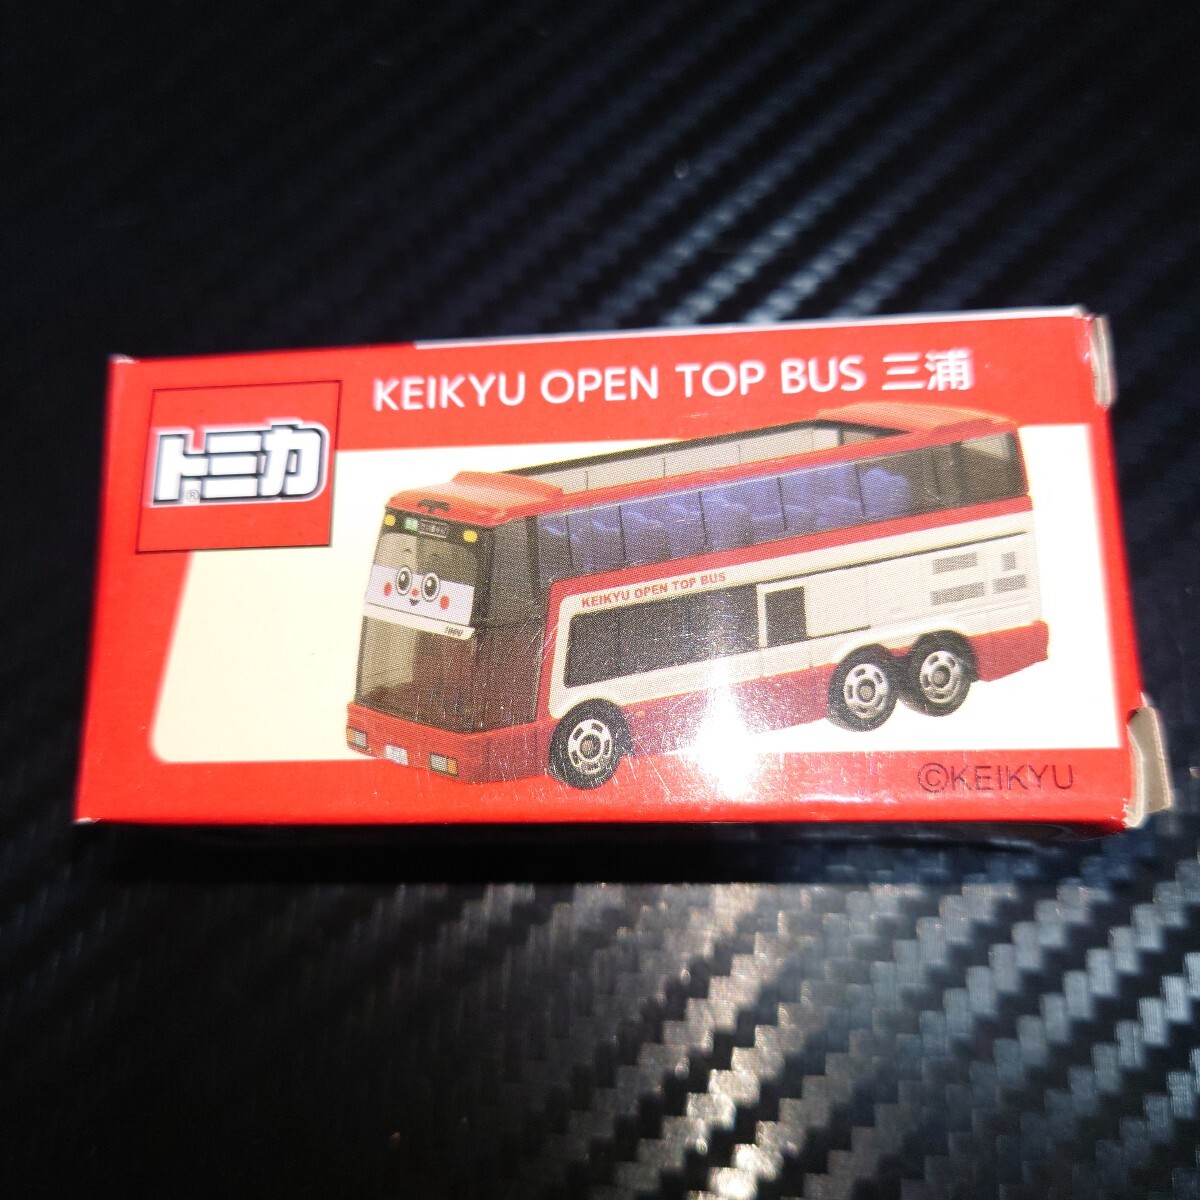 KEIKYU OPEN TOP BUS 三浦
トミカ®
KEIKYU OPEN TOP BUS
©KEIKYU